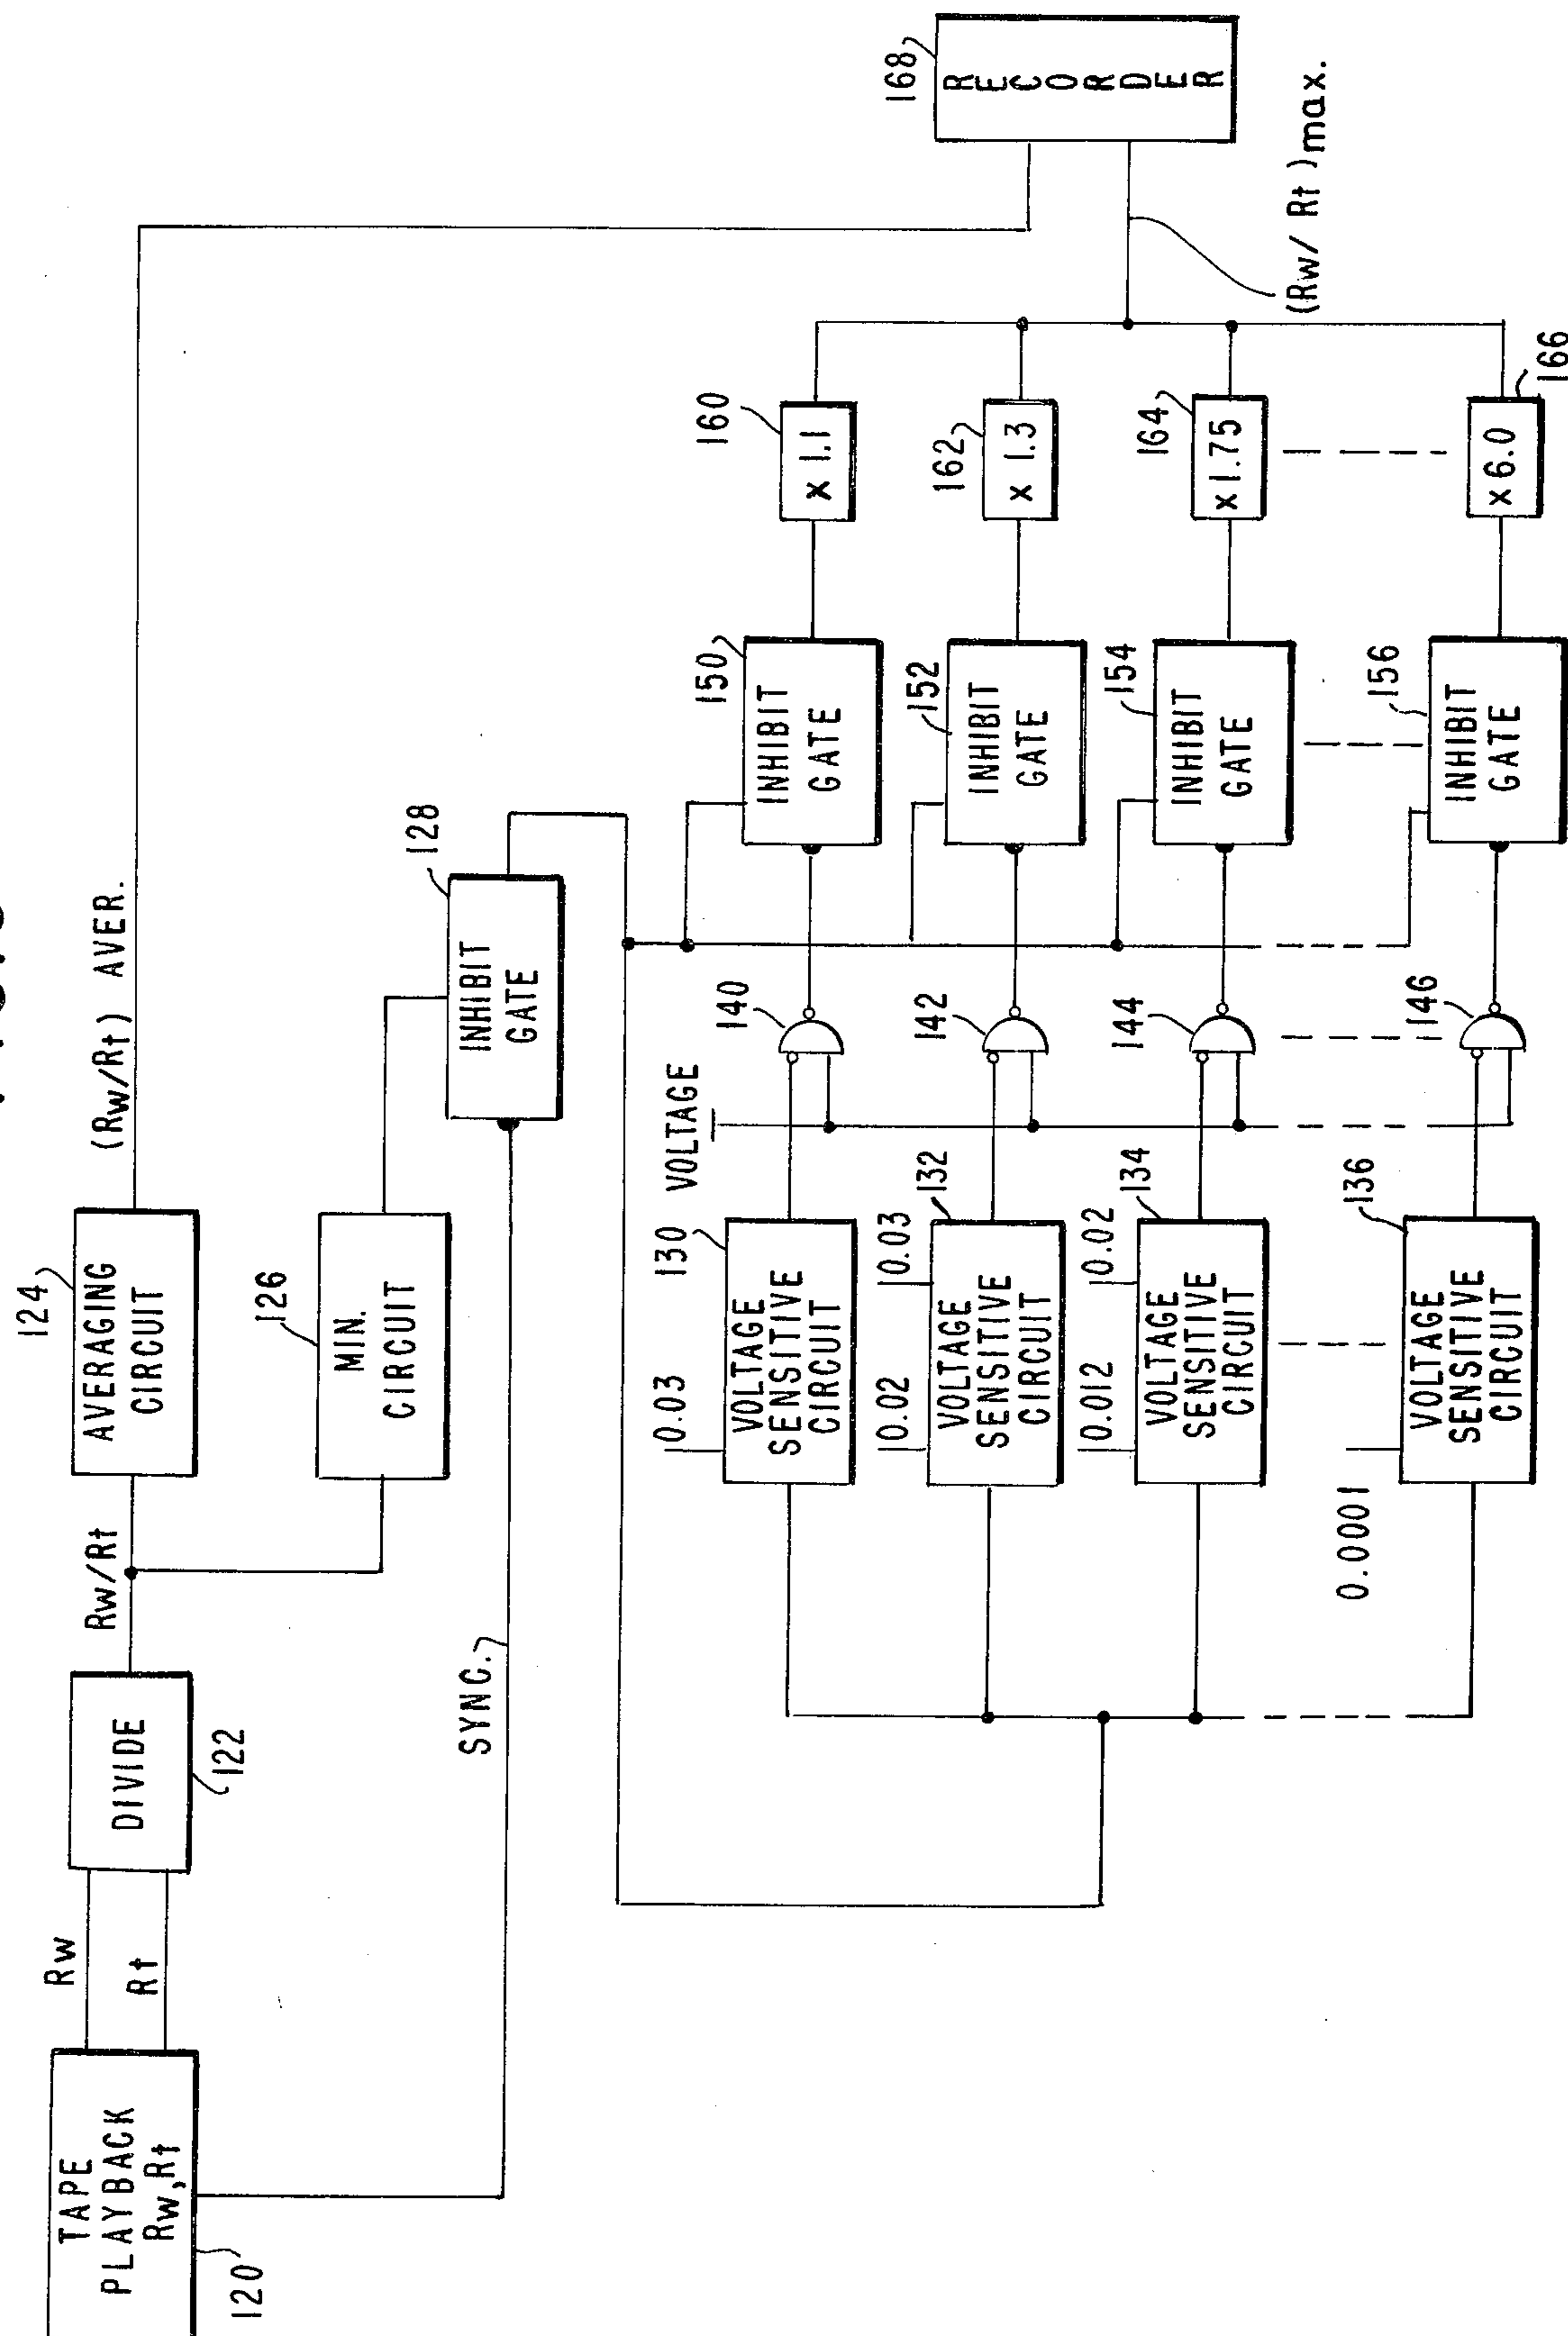 TAPE
PLAYBACK
Rw, Rt
120
Rw
Rt
DIVIDE
122
Rw/Rt
AVERAGING
CIRCUIT
124
(Rw/Rt) AVER.
MIN.
CIRCUIT
126
SYNC.
INHIBIT
GATE
128
0.03
VOLTAGE
SENSITIVE
CIRCUIT
130
0.02
0.03
VOLTAGE
SENSITIVE
CIRCUIT
132
0.012
0.02
VOLTAGE
SENSITIVE
CIRCUIT
134
0.0001
VOLTAGE
SENSITIVE
CIRCUIT
136
VOLTAGE
140
142
144
146
INHIBIT
GATE
150
INHIBIT
GATE
152
INHIBIT
GATE
154
INHIBIT
GATE
156
x 1.1
160
x 1.3
162
x 1.75
164
x 6.0
166
(Rw/ Rt )max.
RECORDER
168